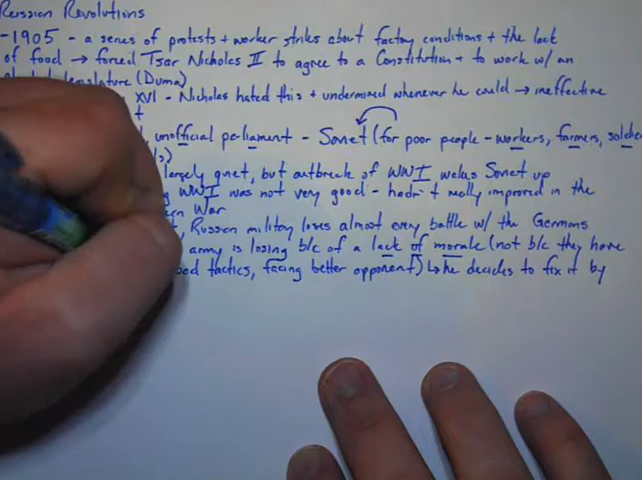 Russian Revolutions
-1905 - a series of protests + worker strikes about factory conditions + the lack
of food → forced Tsar Nicholas II to agree to a Constitution + to work w/ an
legislature (Duma)
XVI - Nicholas hated this + undermined whenever he could → ineffective
unofficial parliament - Soviet (for poor people - workers, farmers, soldie
largely quiet, but outbreak of WWI wakes Soviet up
WWI was not very good - hadn't really improved in the
War
Russian military loses almost every battle w/ the Germans
army is losing b/c of a lack of morale (not b/c they have
tactics, facing better opponent) ↳ he decides to fix it by